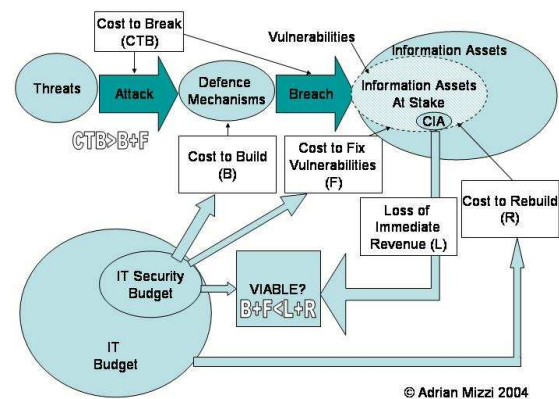 Cost to Break
(CTB)
Vulnerabilities
Information Assets
Threats
Attack
Defence
Mechanisms
Breach
Information Assets
At Stake
CIA
CTB>B+F
Cost to Build
(B)
Cost to Fix
Vulnerabilities
(F)
Cost to Rebuild
(R)
Loss of
Immediate
Revenue (L)
IT Security
Budget
VIABLE?
B+F<L+R
IT
Budget
© Adrian Mizzi 2004